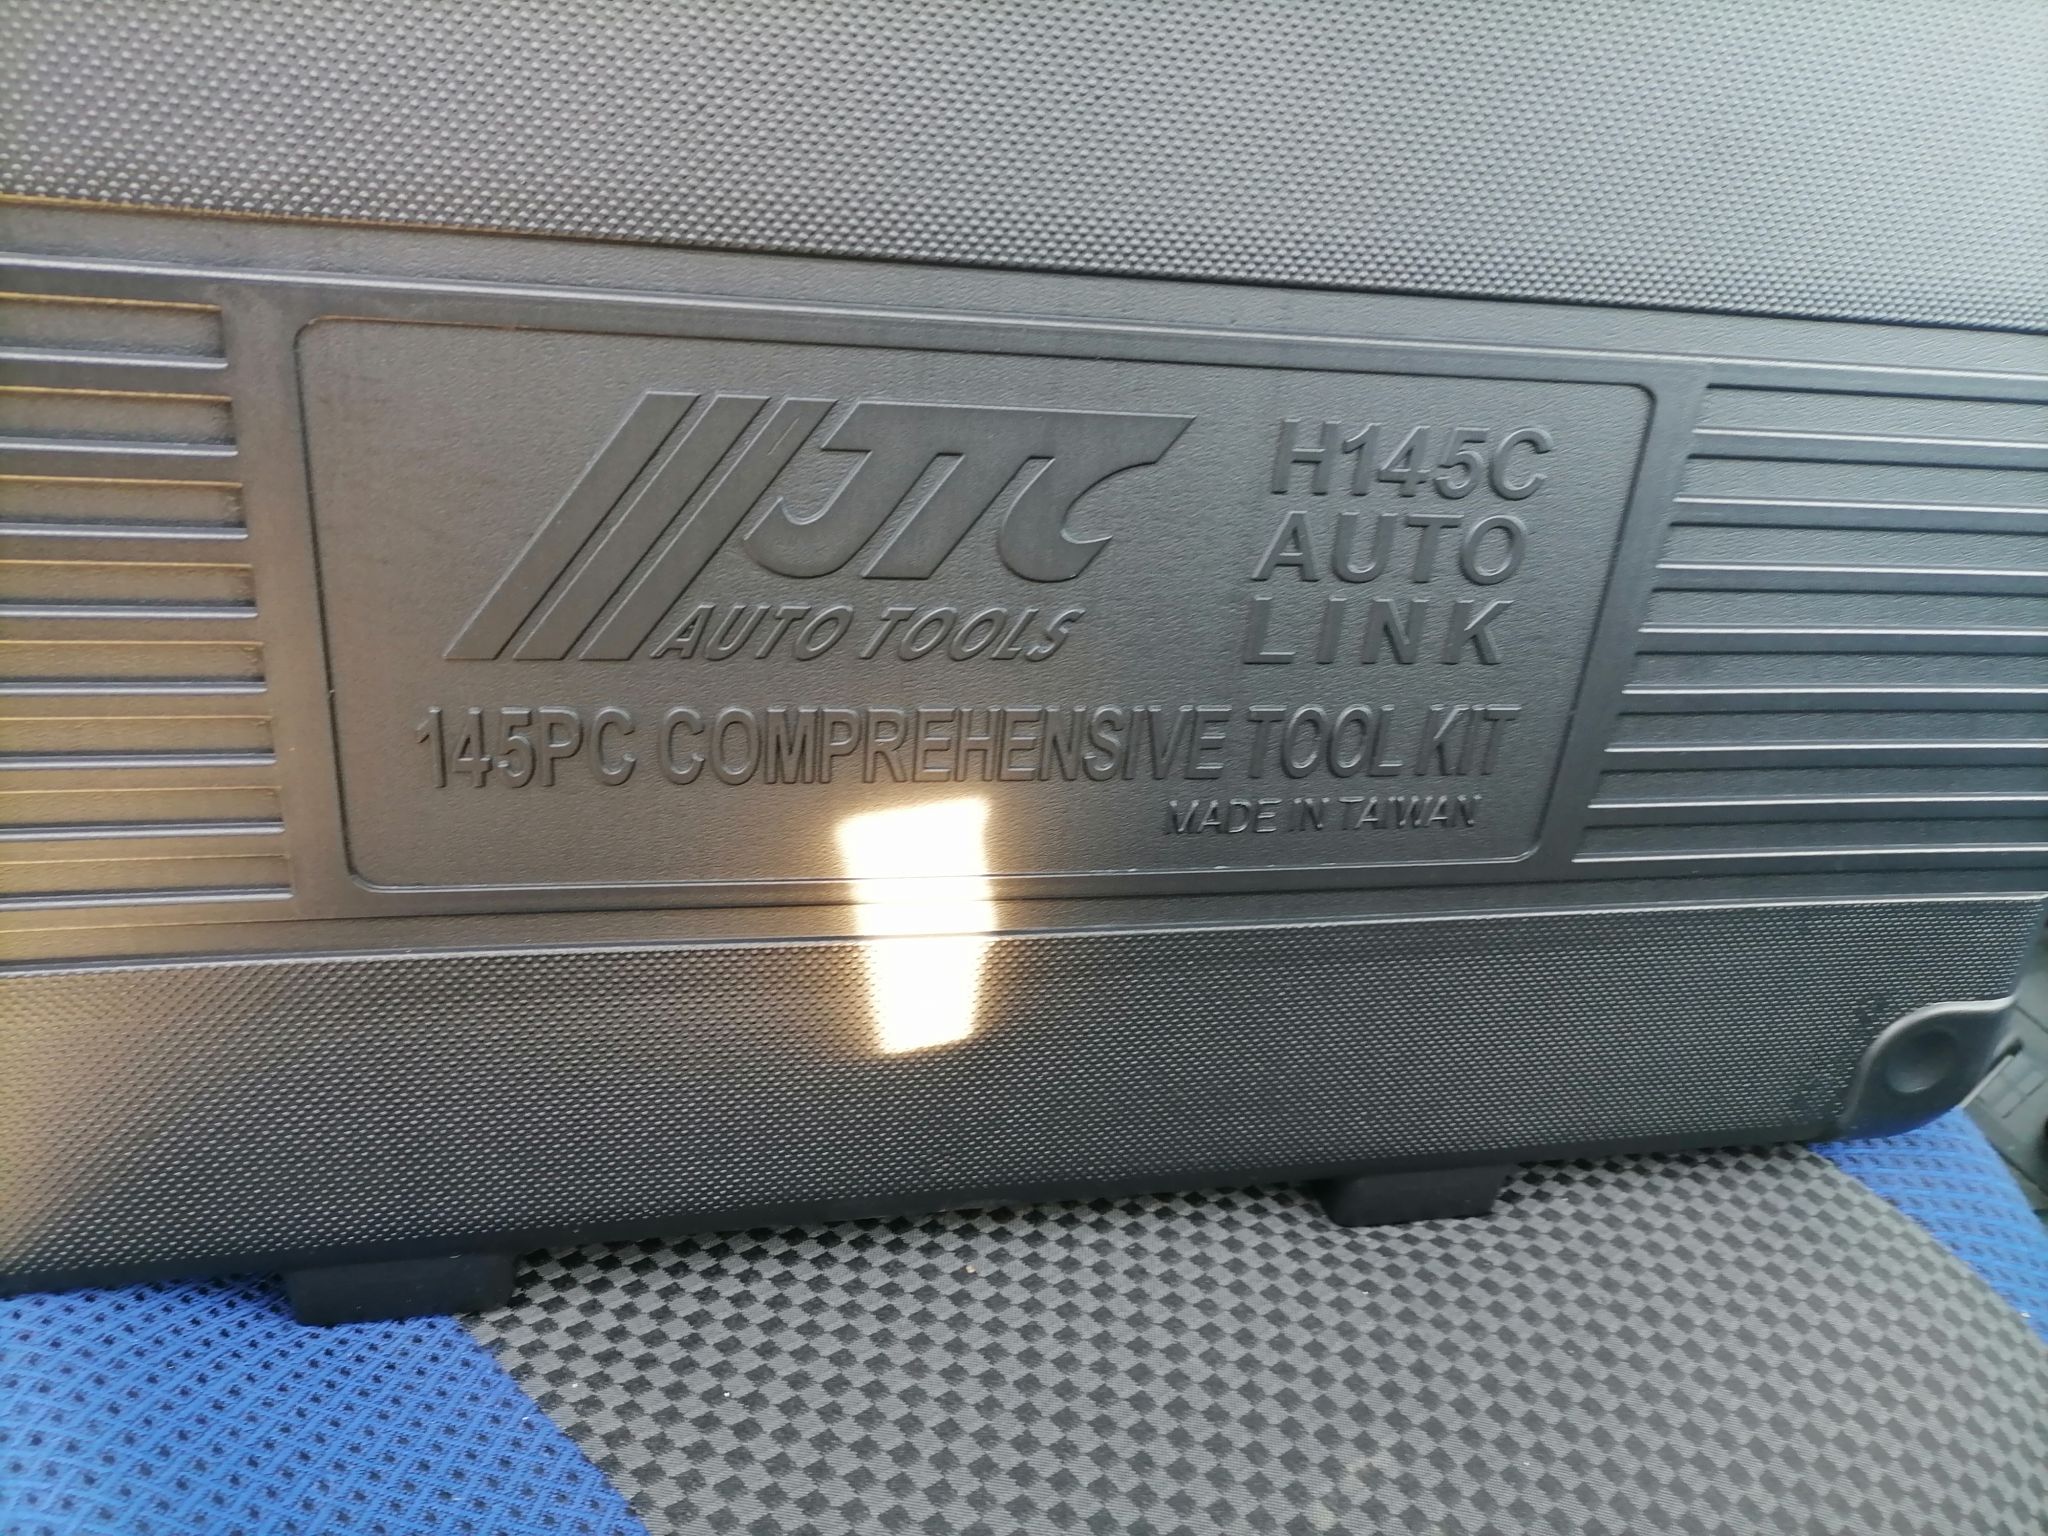 JTC
AUTO TOOLS
H145C
AUTO
LINK
145PC COMPREHENSIVE TOOL KIT
MADE IN TAIWAN